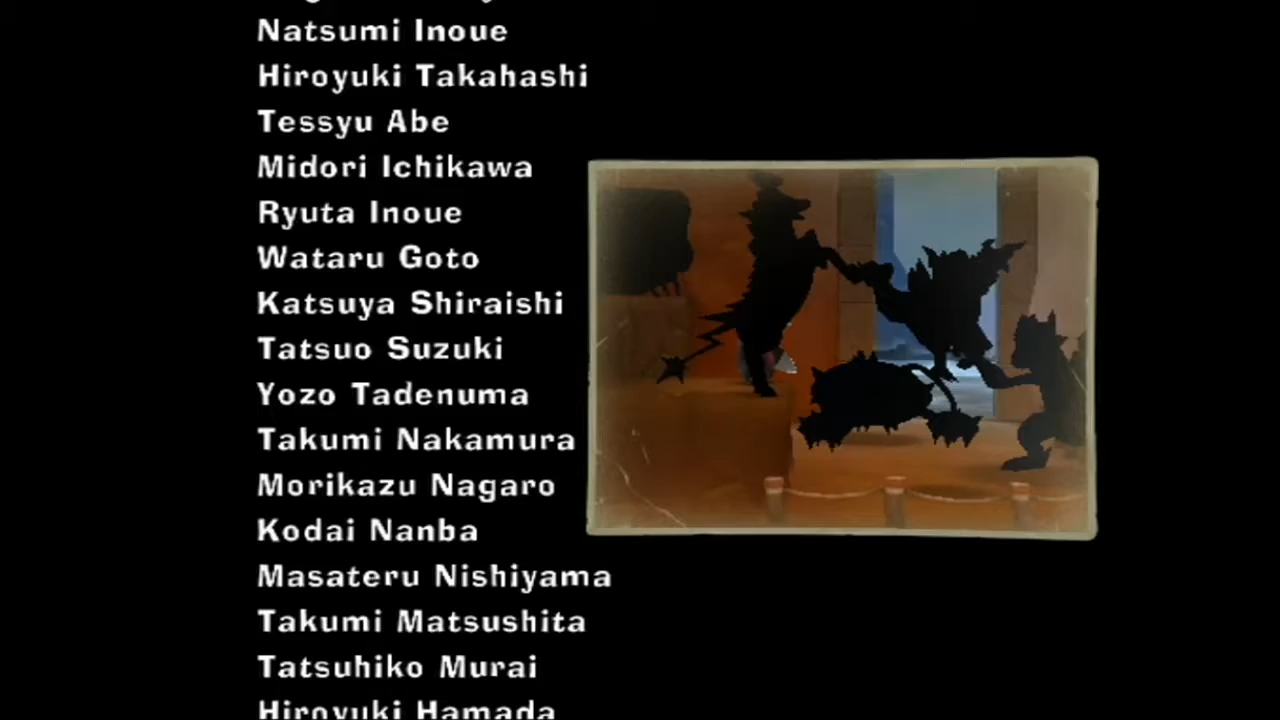 Natsumi Inoue
Hiroyuki Takahashi
Tessyu Abe
Midori Ichikawa
Ryuta Inoue
Wataru Goto
Katsuya Shiraishi
Tatsuo Suzuki
Yozo Tadenuma
Takumi Nakamura
Morikazu Nagaro
Kodai Nanba
Masateru Nishiyama
Takumi Matsushita
Tatsuhiko Murai
Hiroyuki Hamada